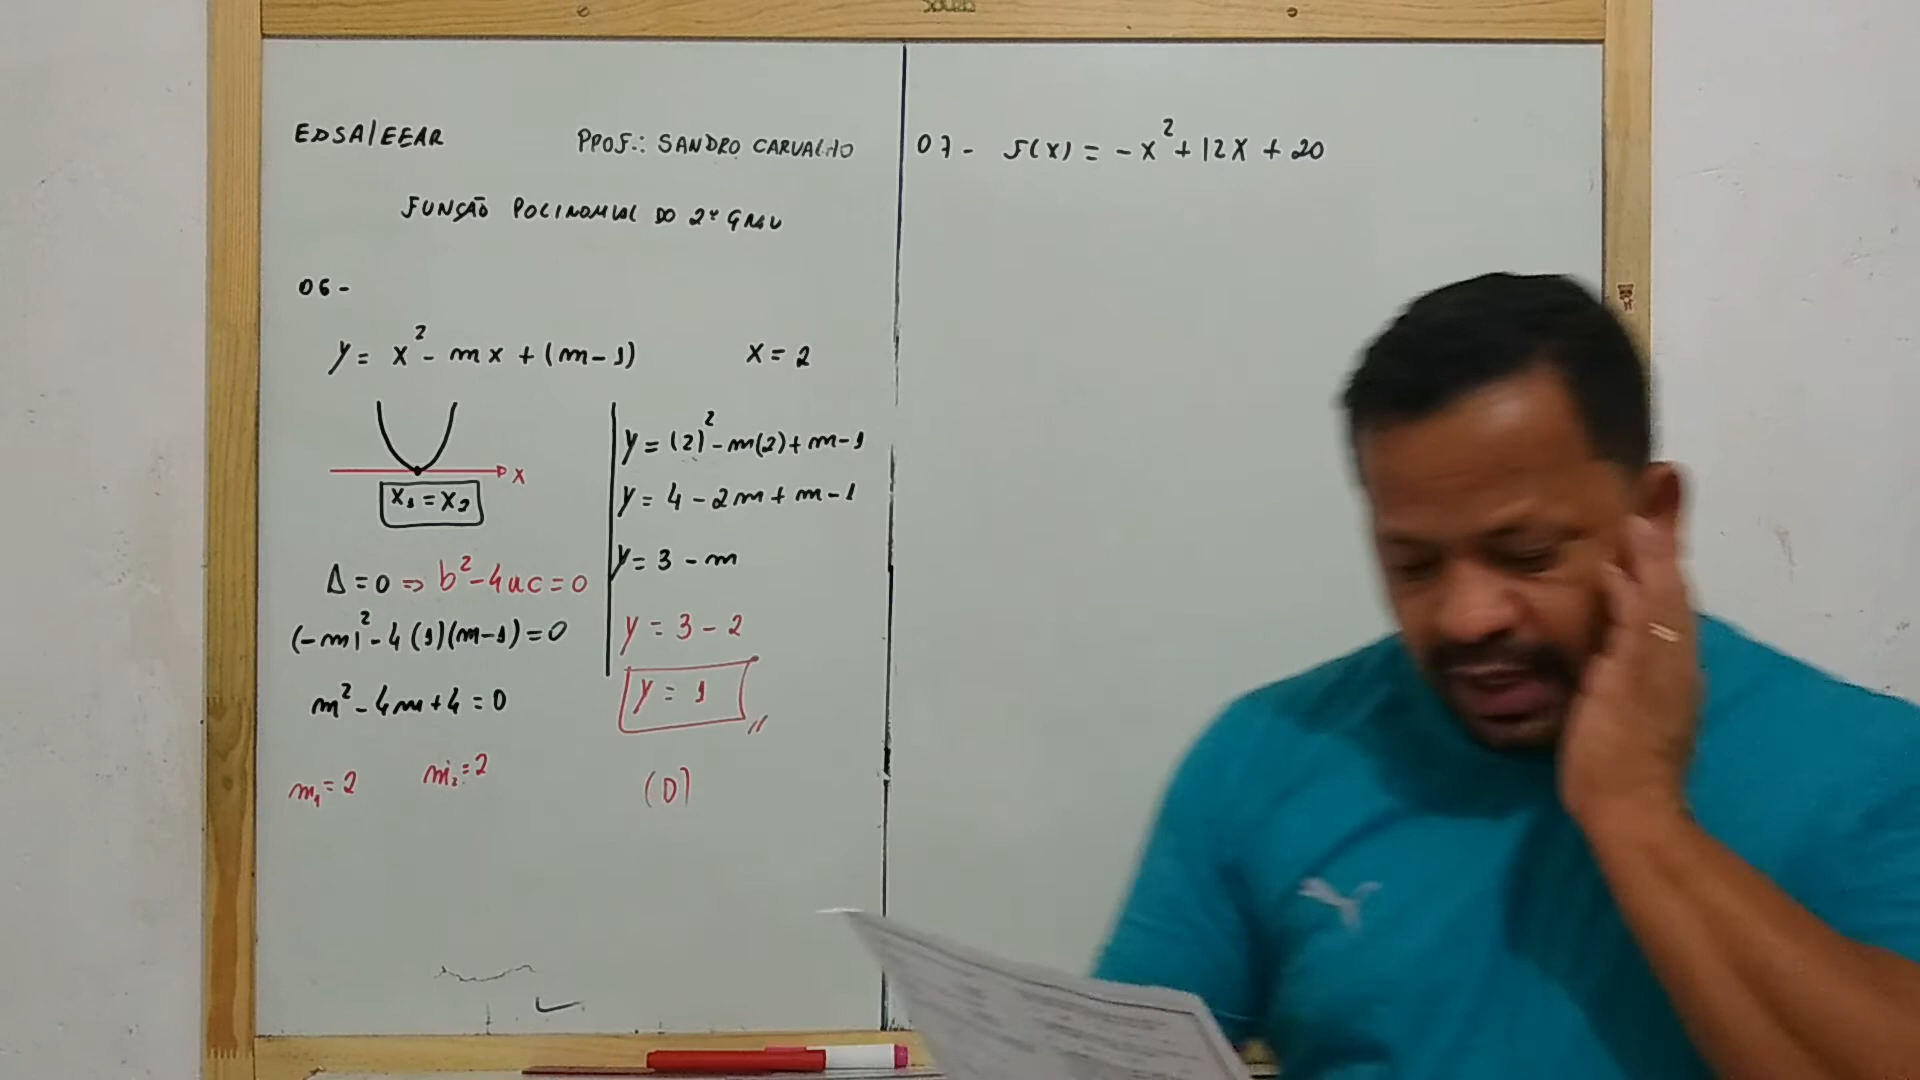 EDSA/EEAR PROF.: SANDRO CARVALHO
FUNÇÃO POLINOMIAL DO 2º GRAU
06 -
y = x² - mx + (m - 1) x = 2
x
x₁ = x₂
Δ = 0 ⇒ b² - 4ac = 0
(-m)² - 4(1)(m-1) = 0
m² - 4m + 4 = 0
m₁ = 2 m₂ = 2
y = (2)² - m(2) + m - 1
y = 4 - 2m + m - 1
y = 3 - m
y = 3 - 2
y = 1
(D)
07 - f(x) = -x² + 12x + 20